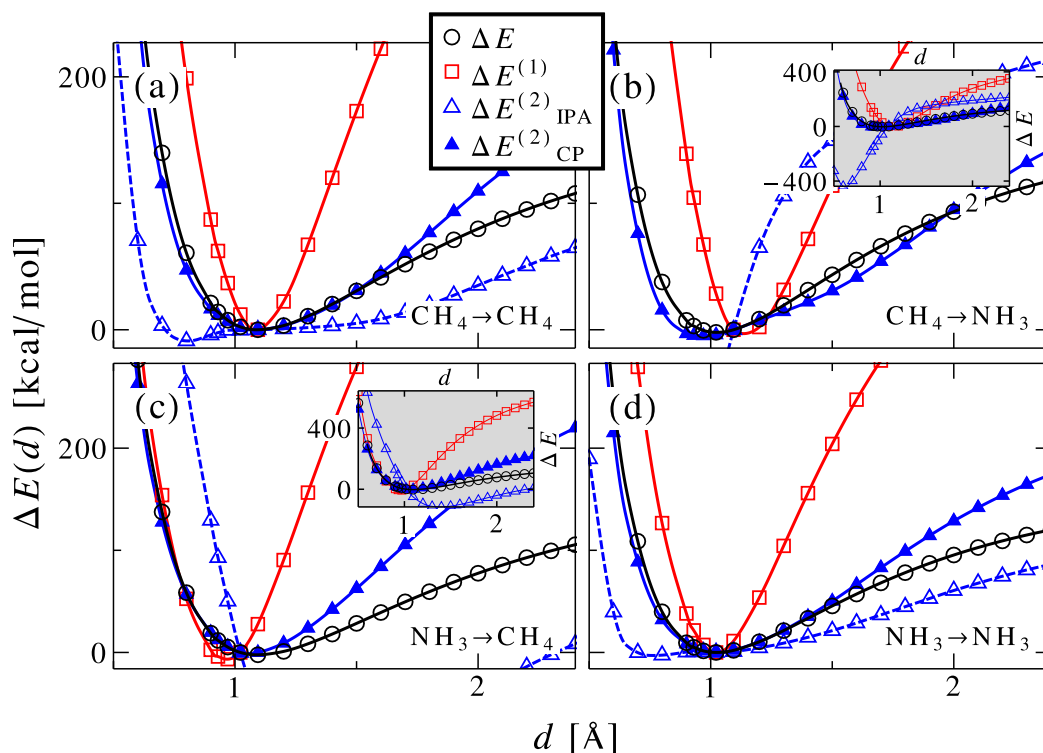 ΔE
ΔE(1)
ΔE(2) IPA
ΔE(2) CP
200
0
(a)
CH4→CH4
(b)
CH4→NH3
d
400
0
−400
1
2
ΔE
ΔE(d) [kcal/mol]
200
0
(c)
NH3→CH4
d
400
0
1
2
ΔE
(d)
NH3→NH3
1
2
1
2
d [Å]